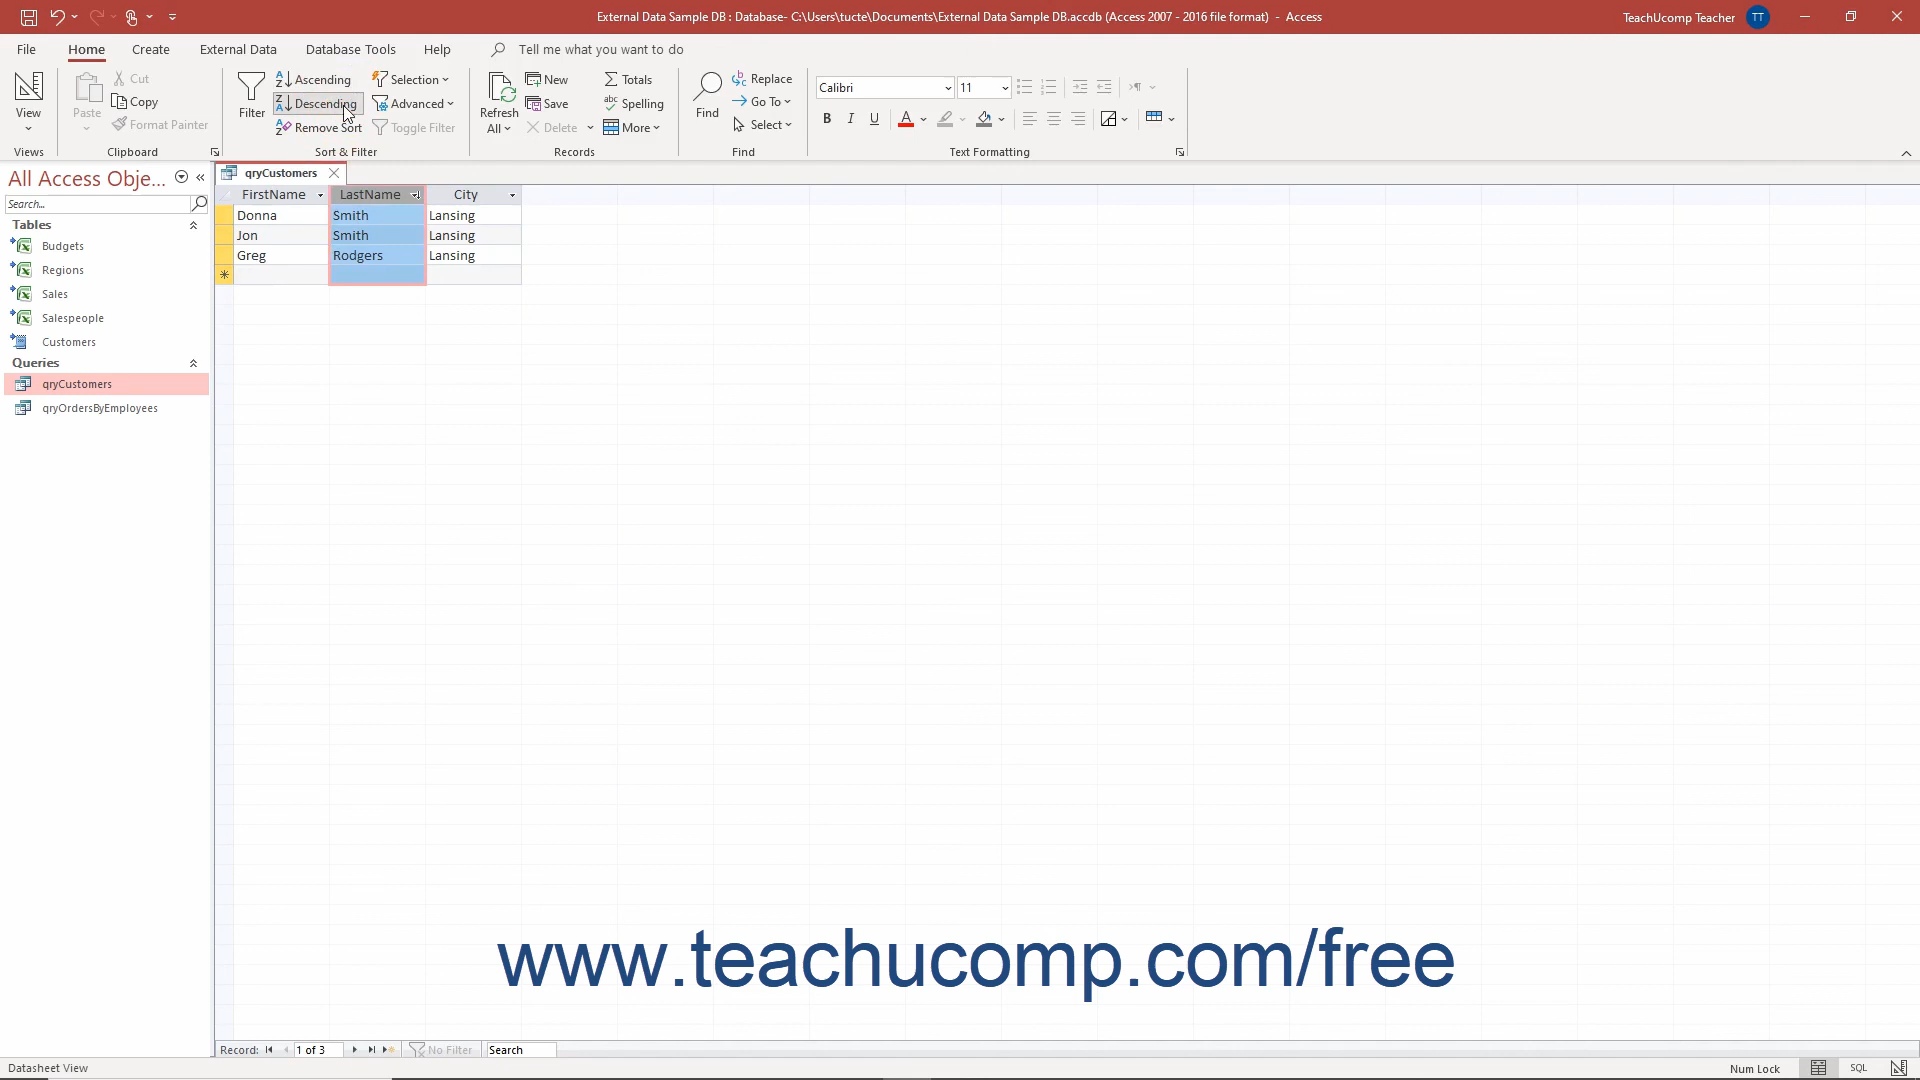 External Data Sample DB : Database- C:\Users\tucte\Documents\External Data Sample DB.accdb (Access 2007 - 2016 file format) - Access
TeachUcomp Teacher TT
File Home Create External Data Database Tools Help Tell me what you want to do
View
Views
Paste
Cut
Copy
Format Painter
Clipboard
Filter
Ascending
Descending
Remove Sort
Selection
Advanced
Toggle Filter
Sort & Filter
Refresh
All
New
Save
Delete
Totals
Spelling
More
Records
Find
Replace
Go To
Select
Find
Calibri 11
B I U A
Text Formatting
All Access Obje...
Search...
Tables
Budgets
Regions
Sales
Salespeople
Customers
Queries
qryCustomers
qryOrdersByEmployees
qryCustomers
FirstName LastName City
Donna Smith Lansing
Jon Smith Lansing
Greg Rodgers Lansing
www.teachucomp.com/free
Record: 1 of 3 No Filter Search
Datasheet View Num Lock SQL